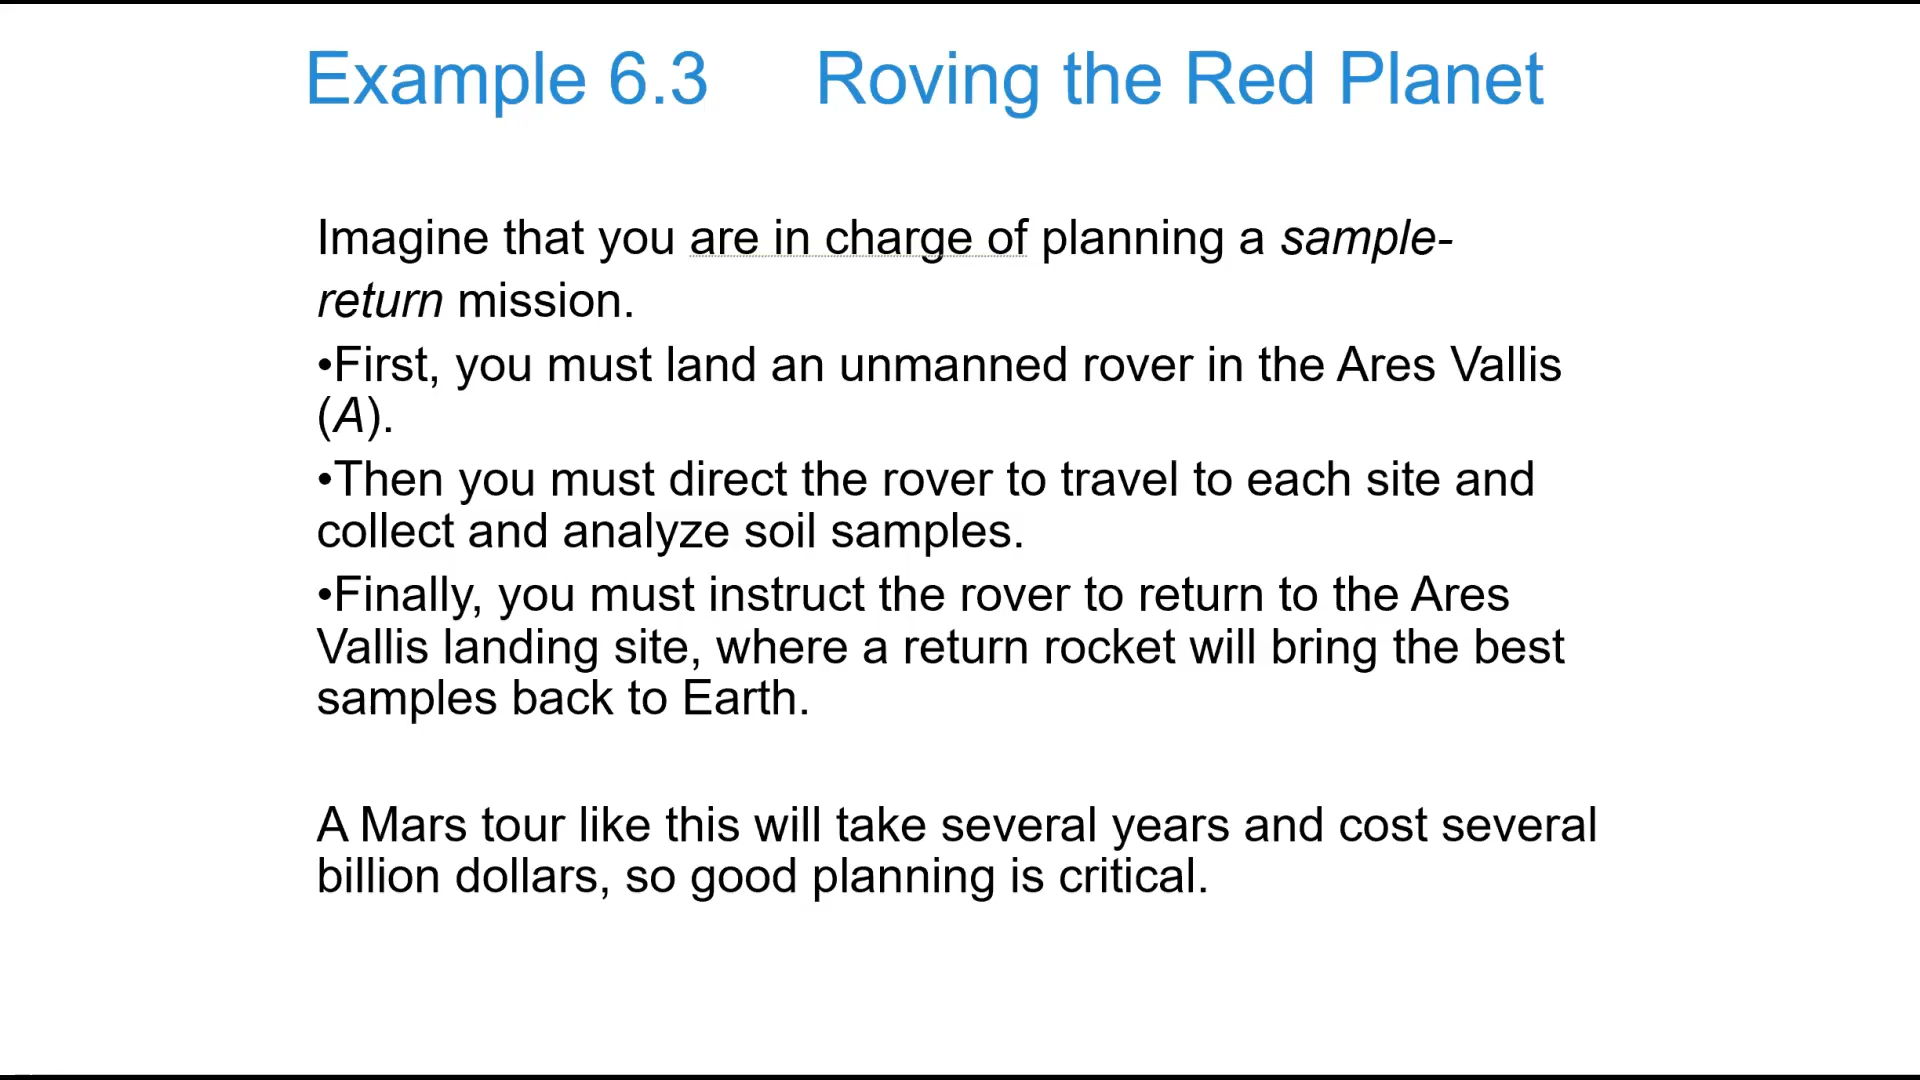 Example 6.3 Roving the Red Planet
Imagine that you are in charge of planning a sample-
return mission.
•First, you must land an unmanned rover in the Ares Vallis
(A).
•Then you must direct the rover to travel to each site and
collect and analyze soil samples.
•Finally, you must instruct the rover to return to the Ares
Vallis landing site, where a return rocket will bring the best
samples back to Earth.
A Mars tour like this will take several years and cost several
billion dollars, so good planning is critical.